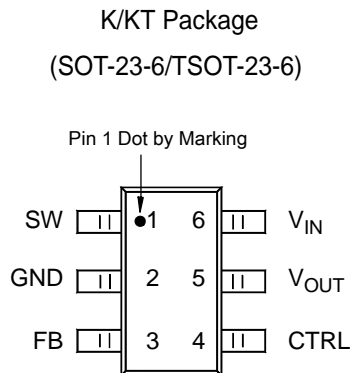 K/KT Package
(SOT-23-6/TSOT-23-6)
Pin 1 Dot by Marking
SW 1 6 VIN
GND 2 5 VOUT
FB 3 4 CTRL